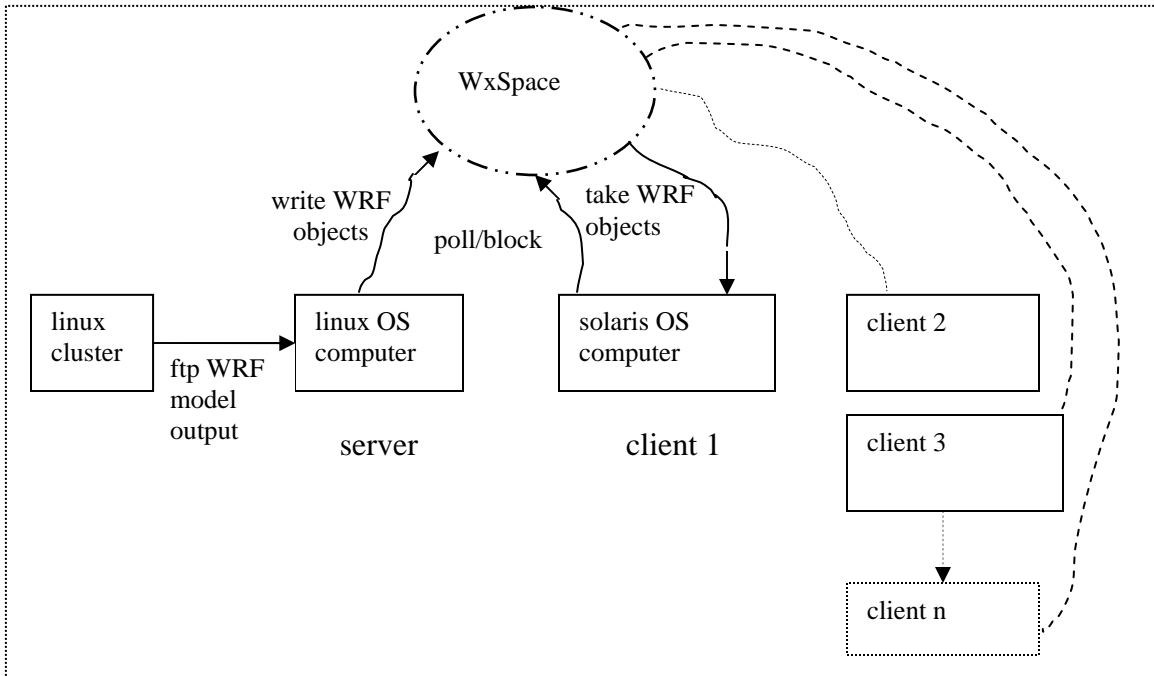 WxSpace
write WRF
objects
poll/block
take WRF
objects
linux
cluster
ftp WRF
model
output
linux OS
computer
server
solaris OS
computer
client 1
client 2
client 3
client n